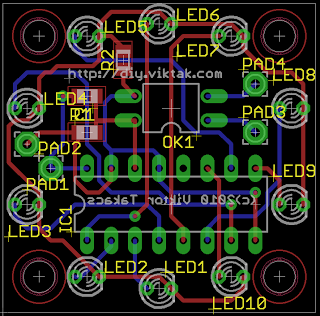 LED6
LED5
LED7
R2
http://diy.viktak.com
PAD4
LED8
LED4
PAD3
OK1
PAD2
LED9
PAD1
(c)2010 Viktor Takacs
IC1
LED3
LED2
LED1
LED10